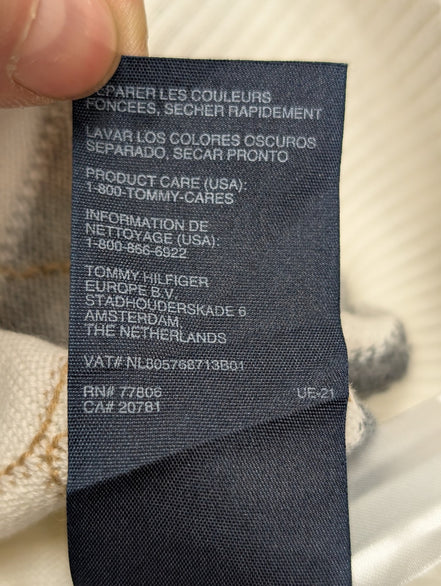 SEPARER LES COULEURS
FONCEES, SECHER RAPIDEMENT
LAVAR LOS COLORES OSCUROS
SEPARADO, SECAR PRONTO
PRODUCT CARE (USA):
1-800-TOMMY-CARES
INFORMATION DE
NETTOYAGE (USA):
1-800-866-6922
TOMMY HILFIGER
EUROPE B.V.
STADHOUDERSKADE 6
AMSTERDAM,
THE NETHERLANDS
VAT# NL805768713B01
RN# 77806 UE-21
CA# 20781